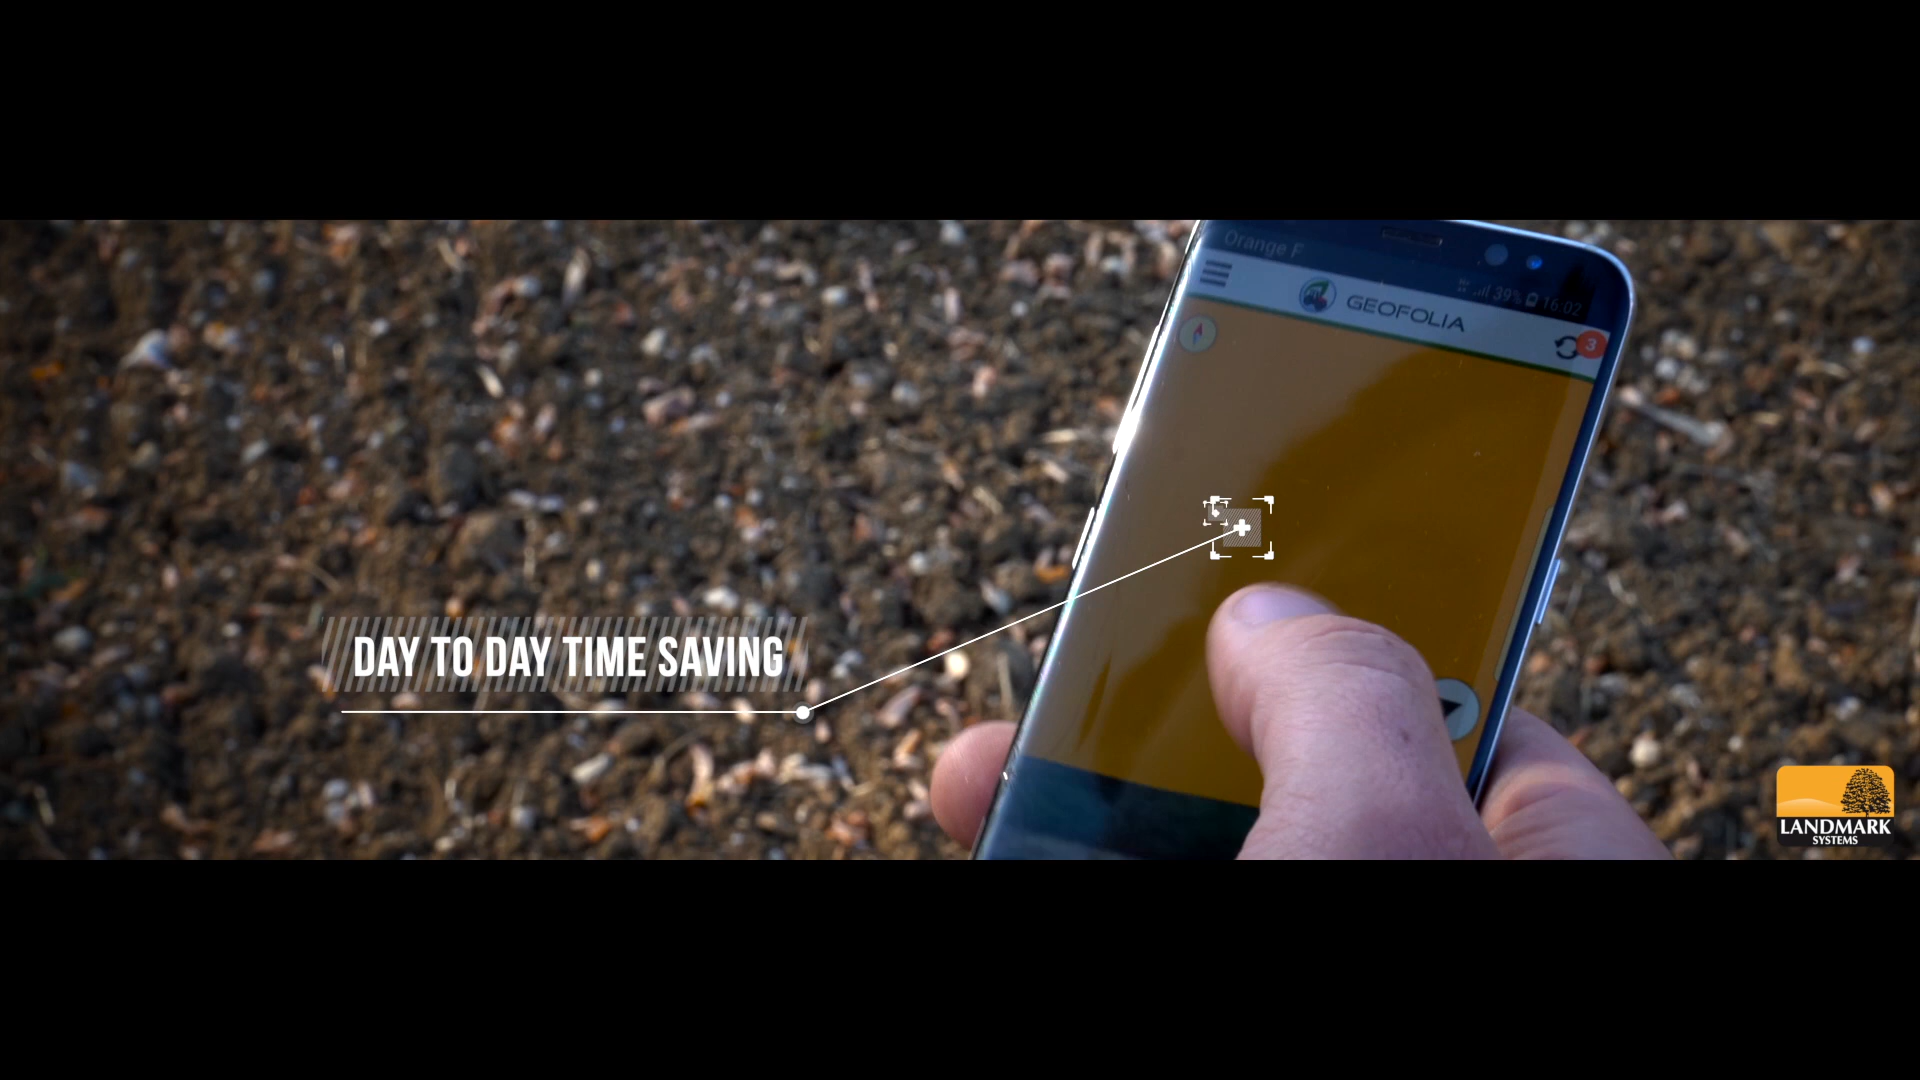 Orange F
39% 16:02
GEOFOLIA
3
DAY TO DAY TIME SAVING
LANDMARK
SYSTEMS